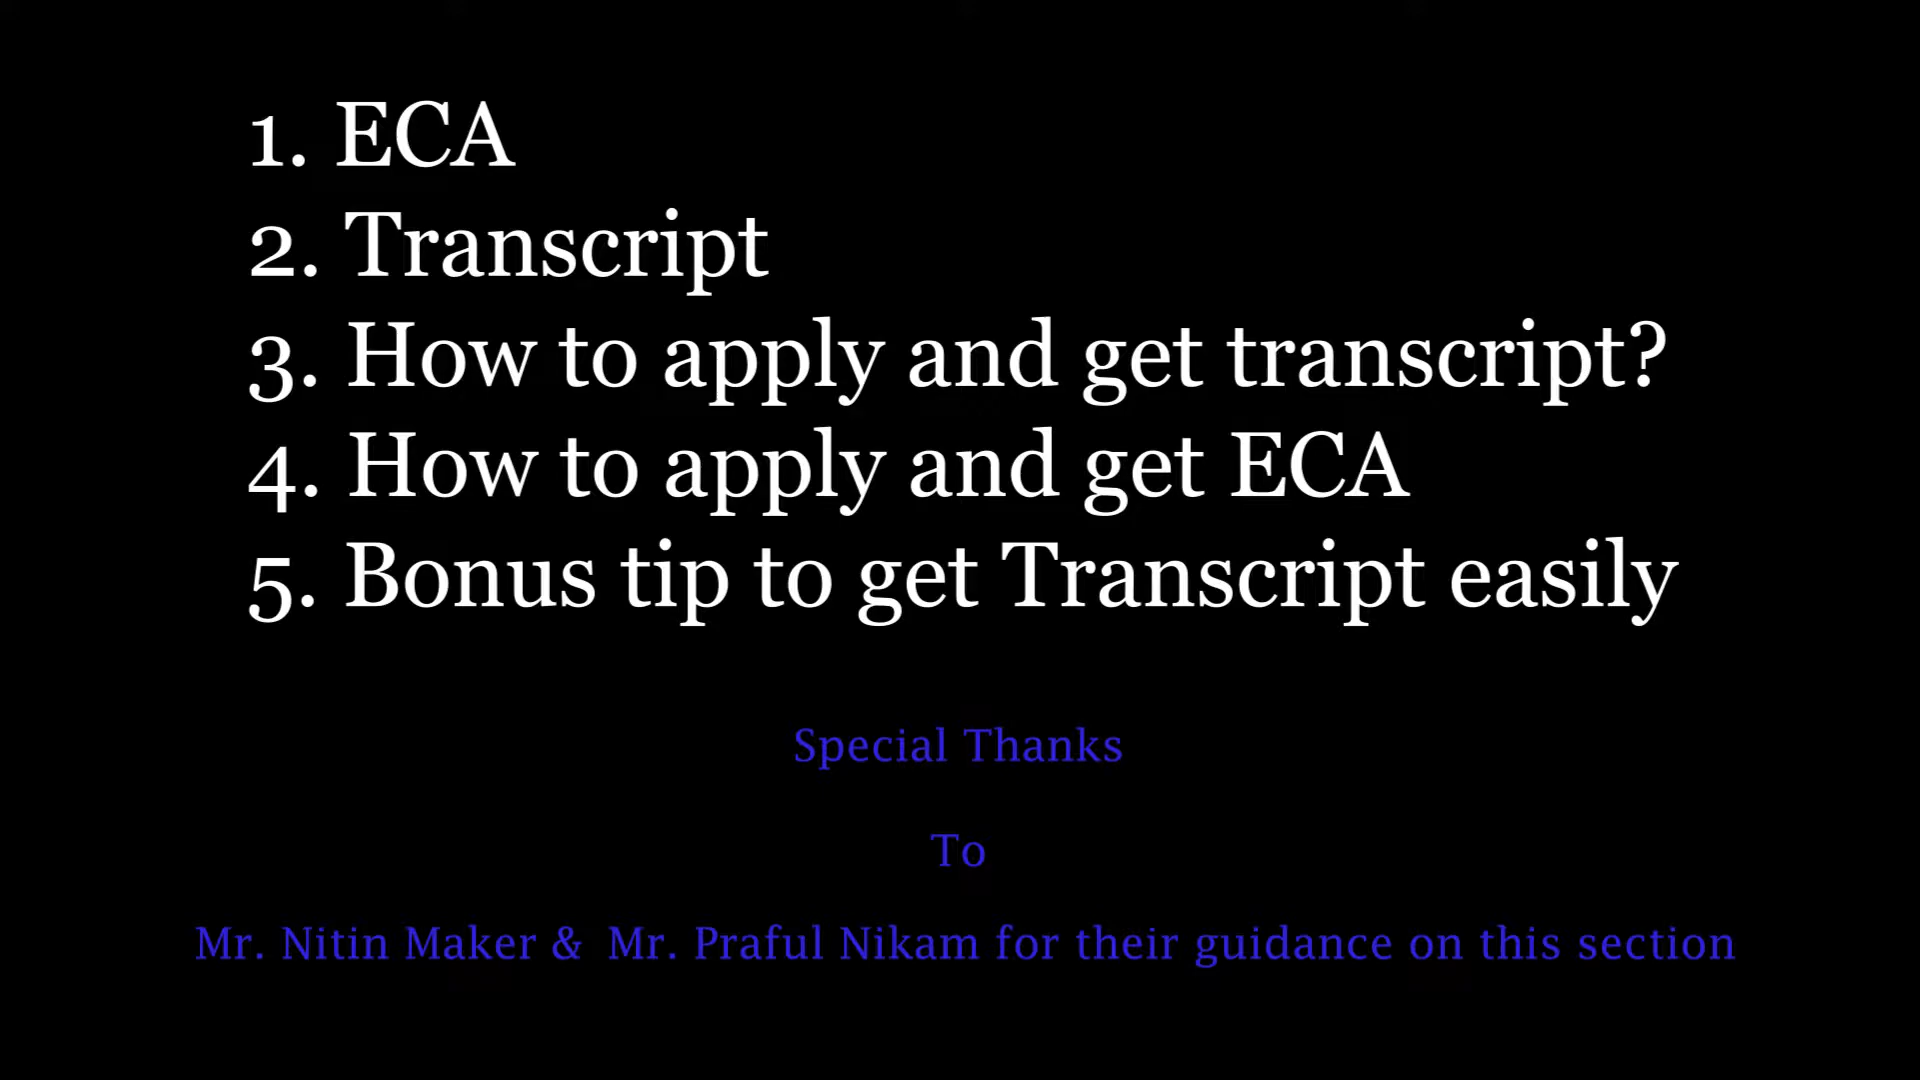 1. ECA
2. Transcript
3. How to apply and get transcript?
4. How to apply and get ECA
5. Bonus tip to get Transcript easily
Special Thanks
To
Mr. Nitin Maker & Mr. Praful Nikam for their guidance on this section